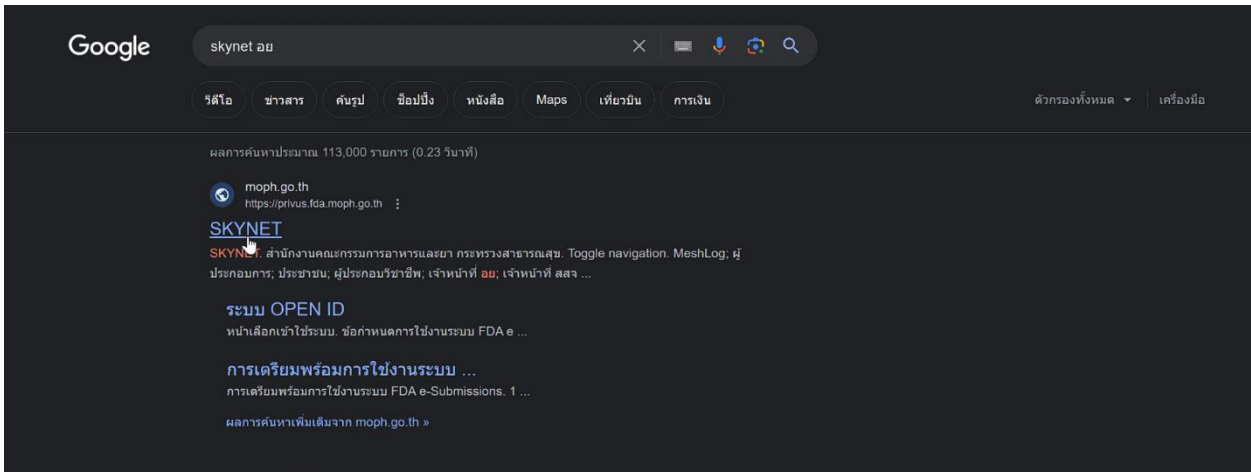 Google
skynet อย
วิดีโอ ข่าวสาร ค้นรูป ช็อปปิ้ง หนังสือ Maps เที่ยวบิน การเงิน ตัวกรองทั้งหมด เครื่องมือ
ผลการค้นหาประมาณ 113,000 รายการ (0.23 วินาที)
moph.go.th
https://privus.fda.moph.go.th
SKYNET
SKYNET. สำนักงานคณะกรรมการอาหารและยา กระทรวงสาธารณสุข. Toggle navigation. MeshLog; ผู้
ประกอบการ; ประชาชน; ผู้ประกอบวิชาชีพ; เจ้าหน้าที่ อย; เจ้าหน้าที่ สสจ ...
ระบบ OPEN ID
หน้าเลือกเข้าใช้ระบบ. ข้อกำหนดการใช้งานระบบ FDA e ...
การเตรียมพร้อมการใช้งานระบบ ...
การเตรียมพร้อมการใช้งานระบบ FDA e-Submissions. 1 ...
ผลการค้นหาเพิ่มเติมจาก moph.go.th »